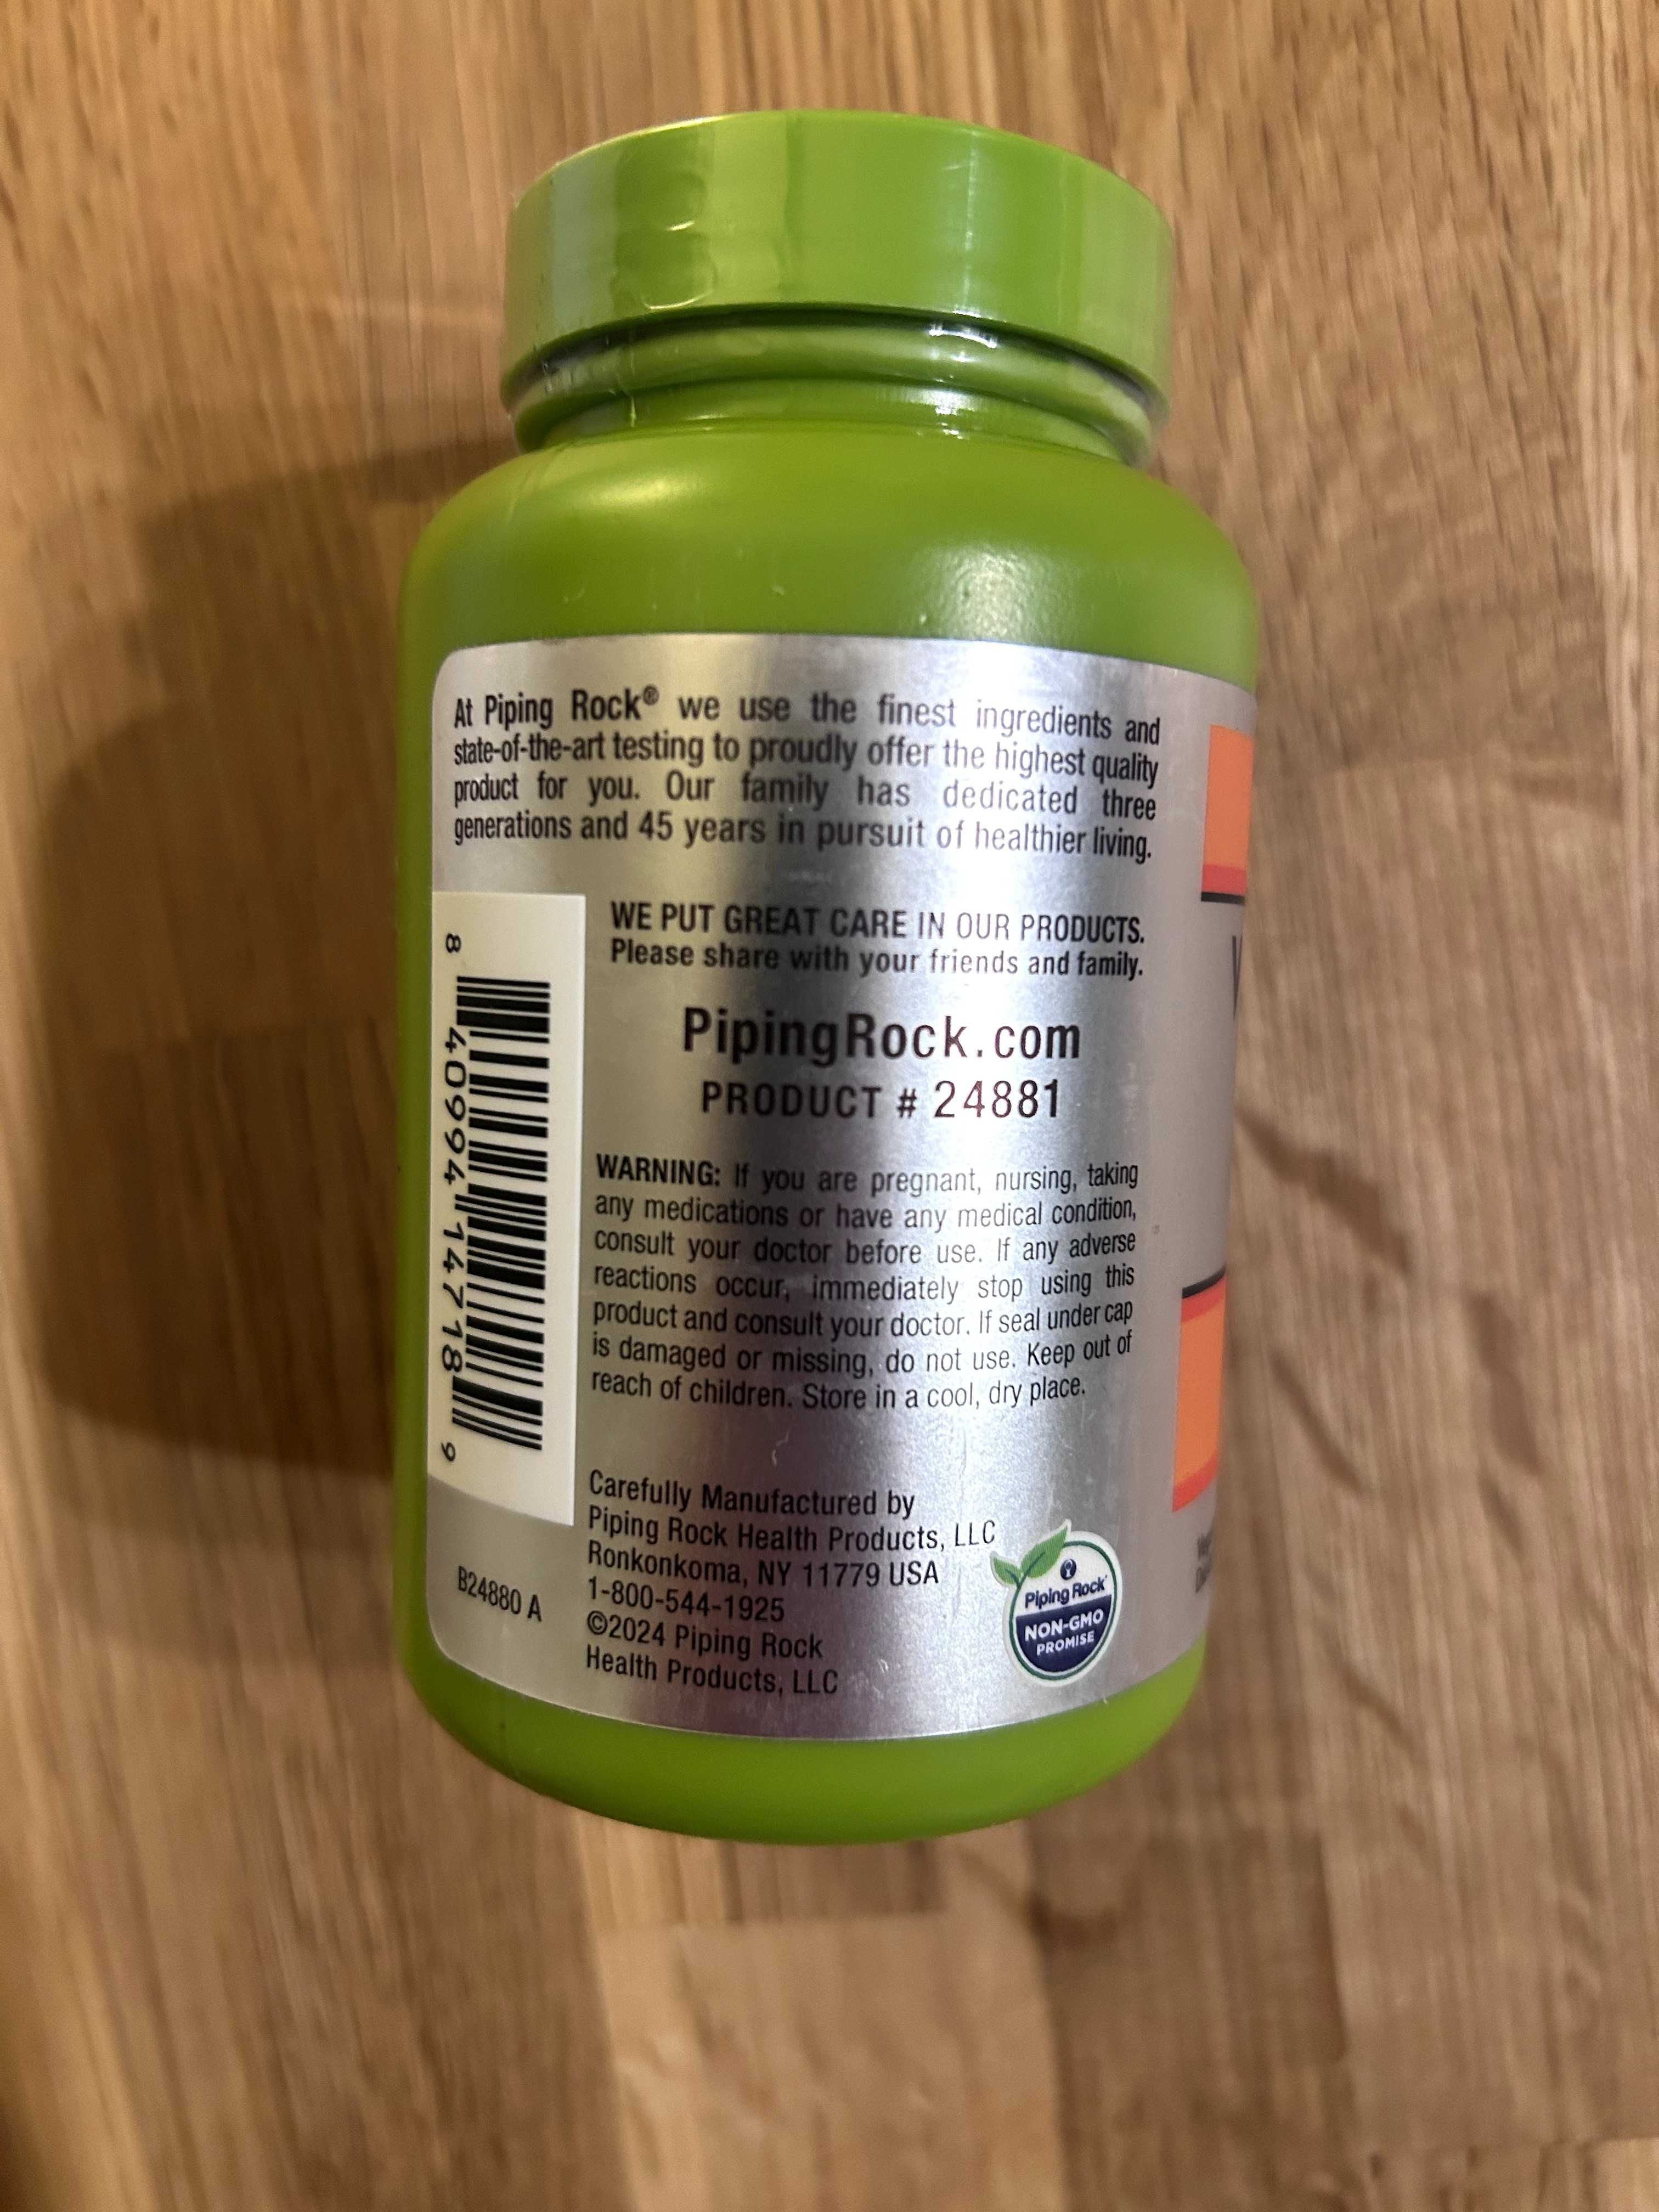 At Piping Rock® we use the finest ingredients and
state-of-the-art testing to proudly offer the highest quality
product for you. Our family has dedicated three
generations and 45 years in pursuit of healthier living.
WE PUT GREAT CARE IN OUR PRODUCTS.
Please share with your friends and family.
PipingRock.com
PRODUCT # 24881
WARNING: If you are pregnant, nursing, taking
any medications or have any medical condition,
consult your doctor before use. If any adverse
reactions occur, immediately stop using this
product and consult your doctor. If seal under cap
is damaged or missing, do not use. Keep out of
reach of children. Store in a cool, dry place.
Carefully Manufactured by
Piping Rock Health Products, LLC
Ronkonkoma, NY 11779 USA
1-800-544-1925
©2024 Piping Rock
Health Products, LLC
8 40994 14718 9
B24880 A
Piping Rock
NON-GMO
PROMISE